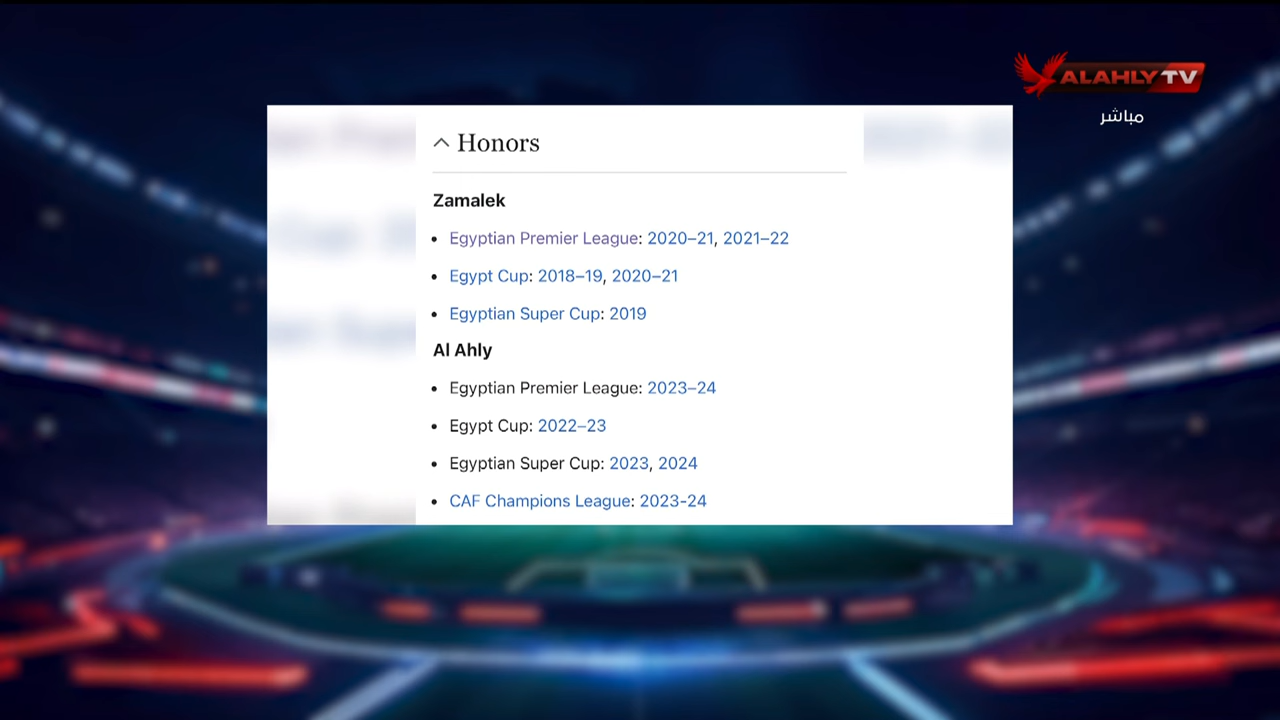 ALAHLY TV
مباشر
Honors
Zamalek
• Egyptian Premier League: 2020–21, 2021–22
• Egypt Cup: 2018–19, 2020–21
• Egyptian Super Cup: 2019
Al Ahly
• Egyptian Premier League: 2023–24
• Egypt Cup: 2022–23
• Egyptian Super Cup: 2023, 2024
• CAF Champions League: 2023-24